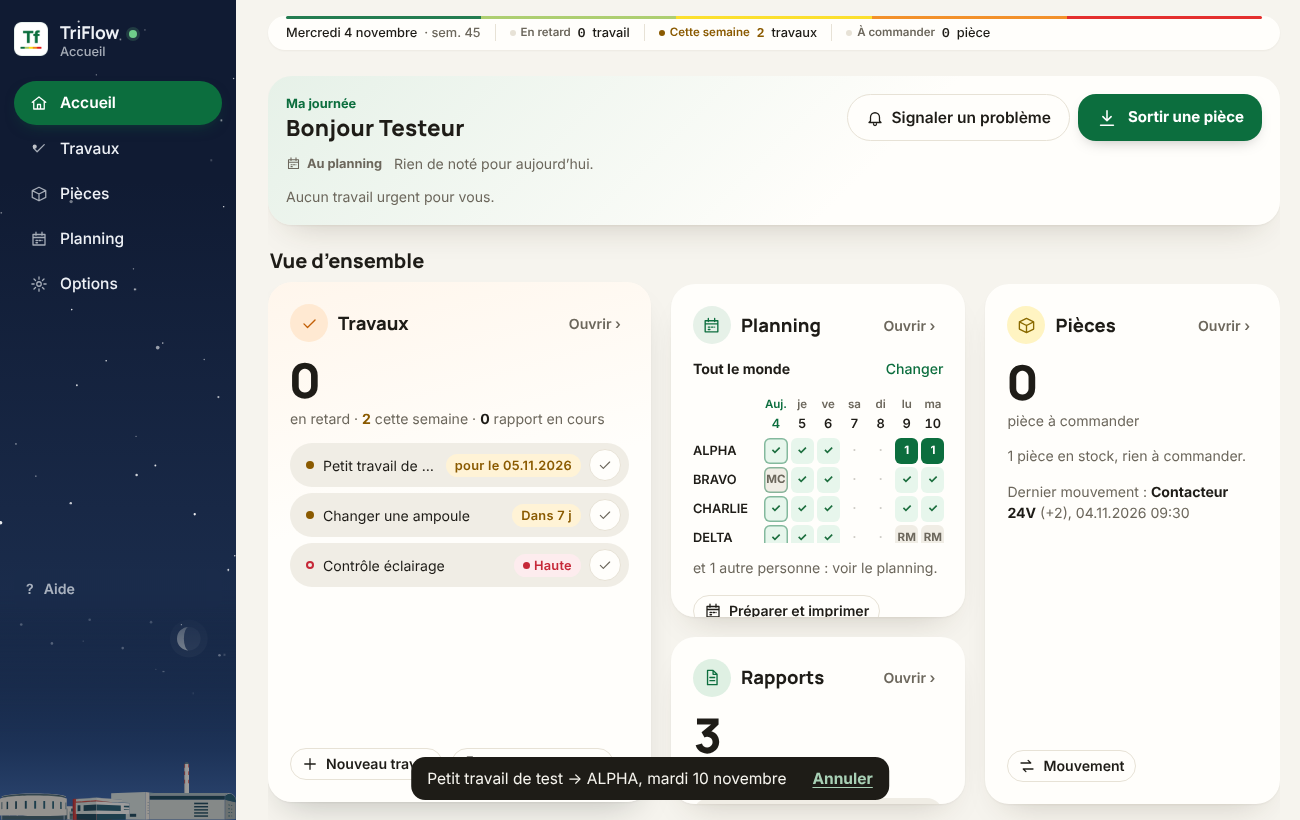 Tf
TriFlow
Accueil
Accueil
Travaux
Pièces
Planning
Options
? Aide
Mercredi 4 novembre · sem. 45
En retard 0 travail
Cette semaine 2 travaux
À commander 0 pièce
Ma journée
Bonjour Testeur
Au planning Rien de noté pour aujourd’hui.
Aucun travail urgent pour vous.
Signaler un problème
Sortir une pièce
Vue d’ensemble
Travaux
Ouvrir ›
0
en retard · 2 cette semaine · 0 rapport en cours
Petit travail de ... pour le 05.11.2026
Changer une ampoule Dans 7 j
Contrôle éclairage Haute
Nouveau trav
Planning
Ouvrir ›
Tout le monde Changer
Auj. je ve sa di lu ma
4 5 6 7 8 9 10
ALPHA 1 1
BRAVO MC
CHARLIE
DELTA RM RM
et 1 autre personne : voir le planning.
Préparer et imprimer
Rapports
Ouvrir ›
3
Pièces
Ouvrir ›
0
pièce à commander
1 pièce en stock, rien à commander.
Dernier mouvement : Contacteur
24V (+2), 04.11.2026 09:30
Mouvement
Petit travail de test → ALPHA, mardi 10 novembre Annuler